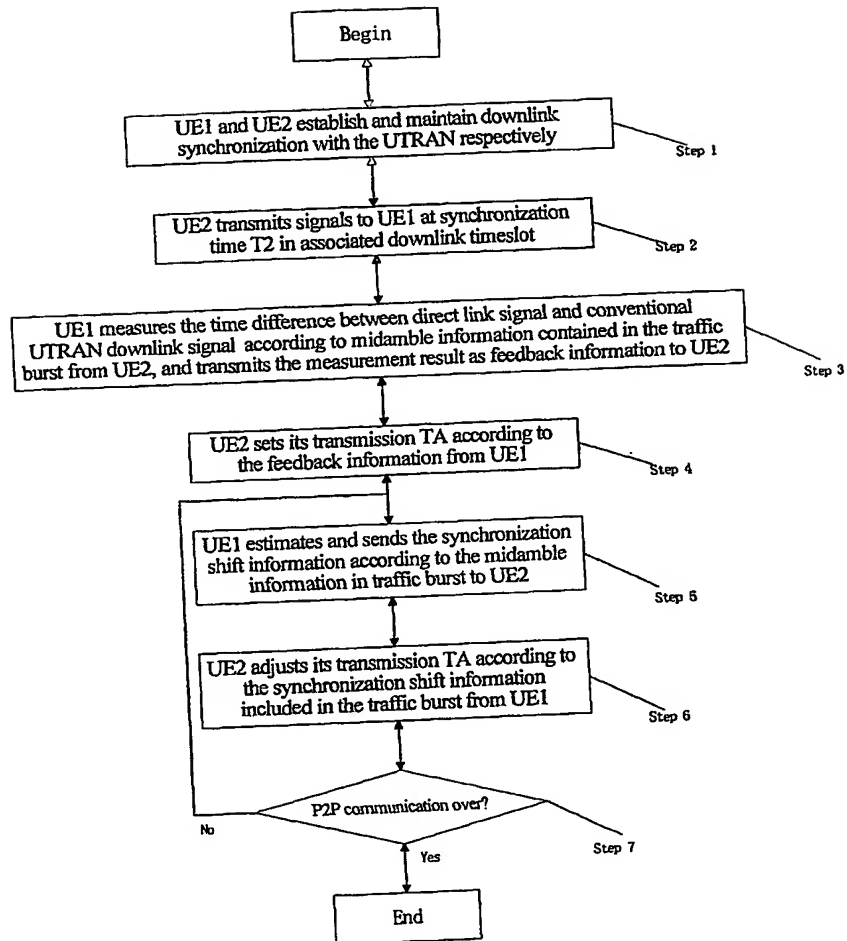 Begin
UE1 and UE2 establish and maintain downlink
synchronization with the UTRAN respectively
Step 1
UE2 transmits signals to UE1 at synchronization
time T2 in associated downlink timeslot
Step 2
UE1 measures the time difference between direct link signal and conventional
UTRAN downlink signal according to midamble information contained in the traffic
burst from UE2, and transmits the measurement result as feedback information to UE2
Step 3
UE2 sets its transmission TA according to
the feedback information from UE1
Step 4
UE1 estimates and sends the synchronization
shift information according to the midamble
information in traffic burst to UE2
Step 5
UE2 adjusts its transmission TA according to
the synchronization shift information
included in the traffic burst from UE1
Step 6
P2P communication over?
No
Step 7
Yes
End